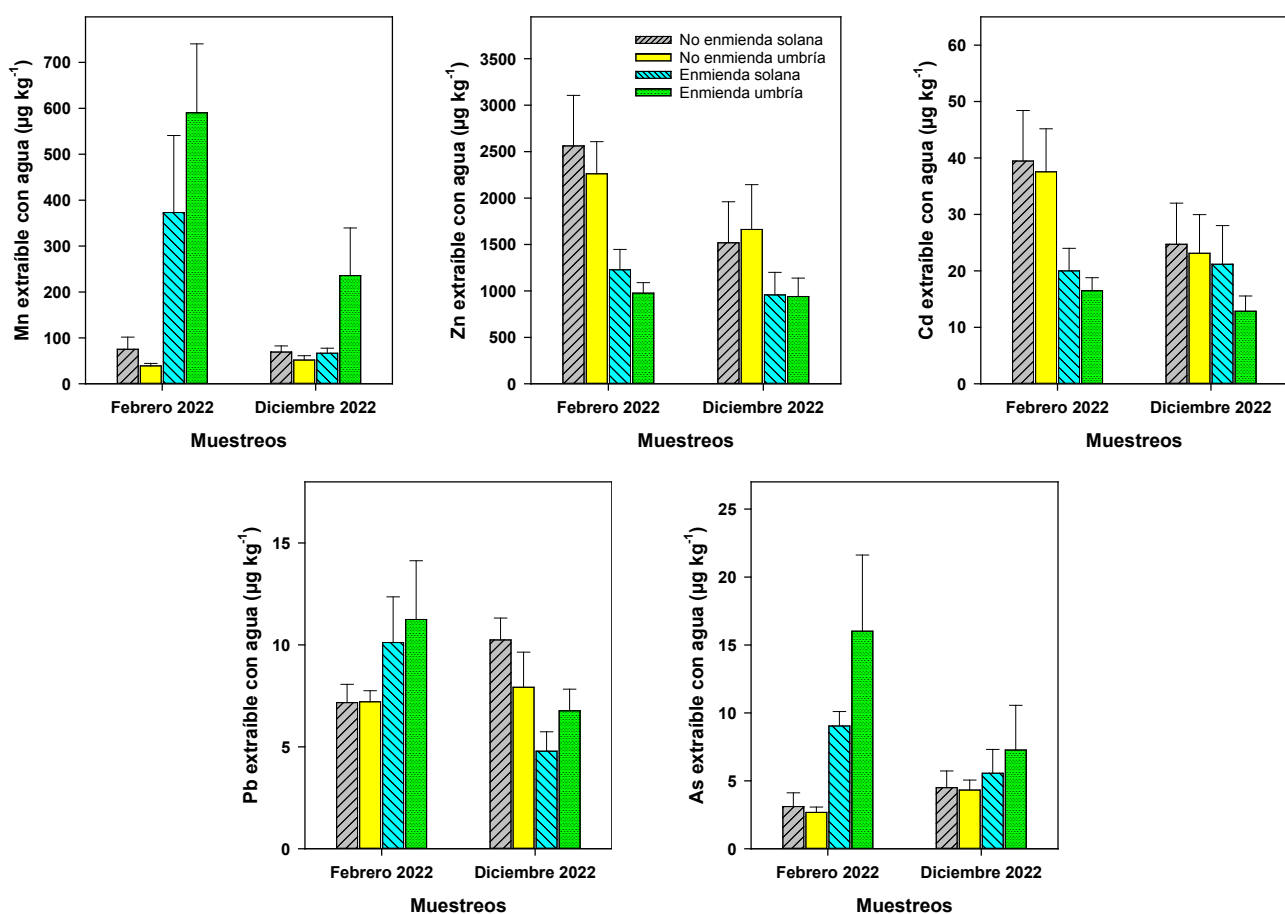 Mn extraíble con agua (µg kg⁻¹)
700
600
500
400
300
200
100
0
Febrero 2022
Diciembre 2022
Muestreos
Zn extraíble con agua (µg kg⁻¹)
3500
3000
2500
2000
1500
1000
500
0
No enmienda solana
No enmienda umbría
Enmienda solana
Enmienda umbría
Febrero 2022
Diciembre 2022
Muestreos
Cd extraíble con agua (µg kg⁻¹)
60
50
40
30
20
10
0
Febrero 2022
Diciembre 2022
Muestreos
Pb extraíble con agua (µg kg⁻¹)
15
10
5
0
Febrero 2022
Diciembre 2022
Muestreos
As extraíble con agua (µg kg⁻¹)
25
20
15
10
5
0
Febrero 2022
Diciembre 2022
Muestreos